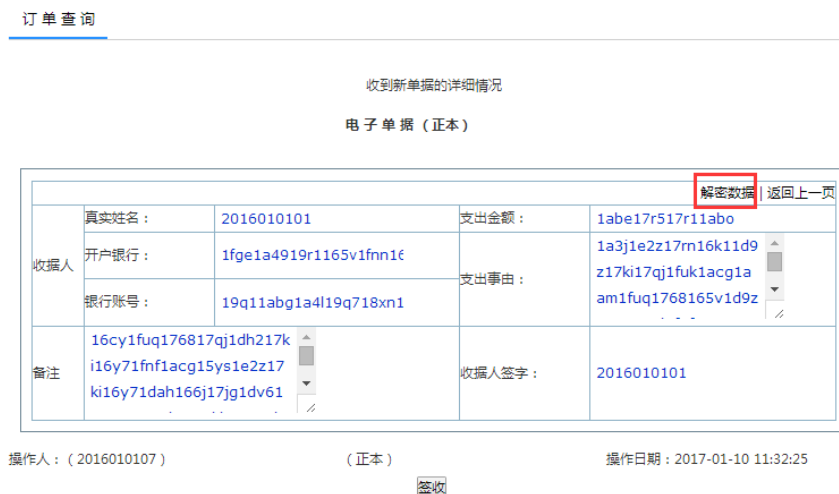 订单查询
收到新单据的详细情况
电子单据（正本）
解密数据 | 返回上一页
收据人
真实姓名：
2016010101
支出金额：
1abe17r517r11abo
开户银行：
1fge1a4919r1165v1fnn16
支出事由：
1a3j1e2z17rn16k11d9
z17ki17qj1fuk1acg1a
am1fuq1768165v1d9z
银行账号：
19q11abg1a4l19q718xn1
备注
16cy1fuq176817qj1dh217k
i16y71fnf1acg15ys1e2z17
ki16y71dah166j17jg1dv61
收据人签字：
2016010101
操作人：（2016010107）
（正本）
操作日期：2017-01-10 11:32:25
签收